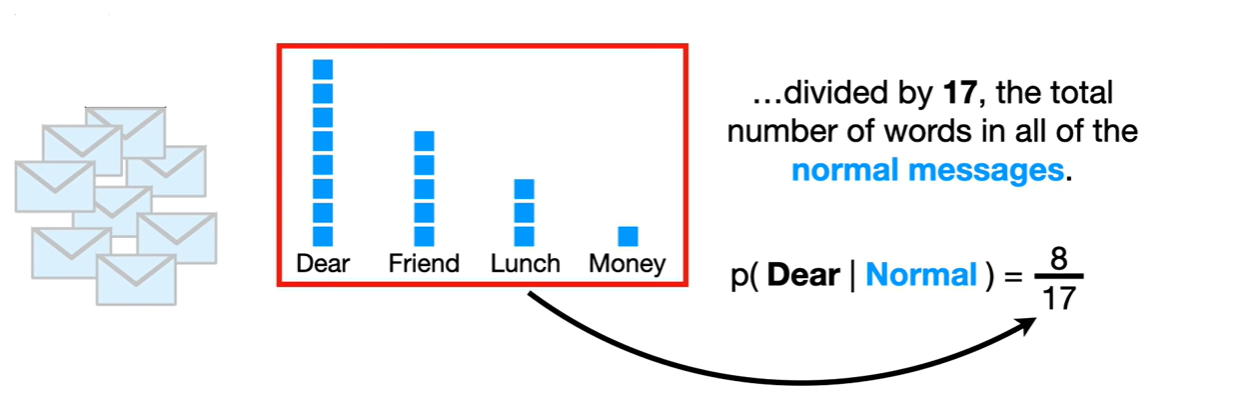 …divided by 17, the total
number of words in all of the
normal messages.
Dear Friend Lunch Money
p( Dear | Normal ) = 8/17